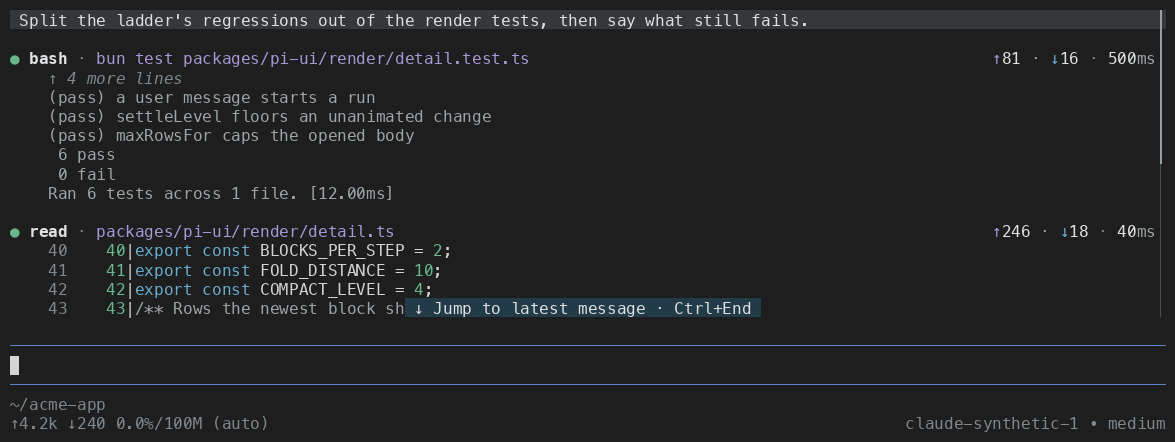 Split the ladder's regressions out of the render tests, then say what still fails.
● bash · bun test packages/pi-ui/render/detail.test.ts ↑81 · ↓16 · 500ms
↑ 4 more lines
(pass) a user message starts a run
(pass) settleLevel floors an unanimated change
(pass) maxRowsFor caps the opened body
6 pass
0 fail
Ran 6 tests across 1 file. [12.00ms]
● read · packages/pi-ui/render/detail.ts ↑246 · ↓18 · 40ms
40 40|export const BLOCKS_PER_STEP = 2;
41 41|export const FOLD_DISTANCE = 10;
42 42|export const COMPACT_LEVEL = 4;
43 43|/** Rows the newest block sh ↓ Jump to latest message · Ctrl+End
~/acme-app
↑4.2k ↓240 0.0%/100M (auto) claude-synthetic-1 • medium